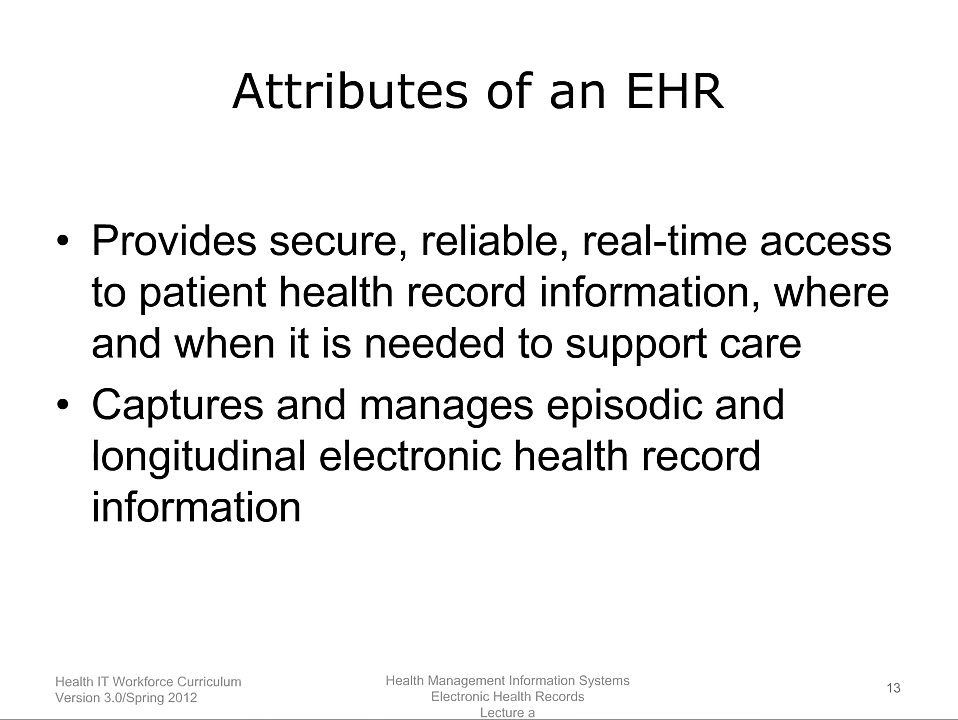 Attributes of an EHR
• Provides secure, reliable, real-time access
to patient health record information, where
and when it is needed to support care
• Captures and manages episodic and
longitudinal electronic health record
information
Health IT Workforce Curriculum
Version 3.0/Spring 2012
Health Management Information Systems
Electronic Health Records
Lecture a
13